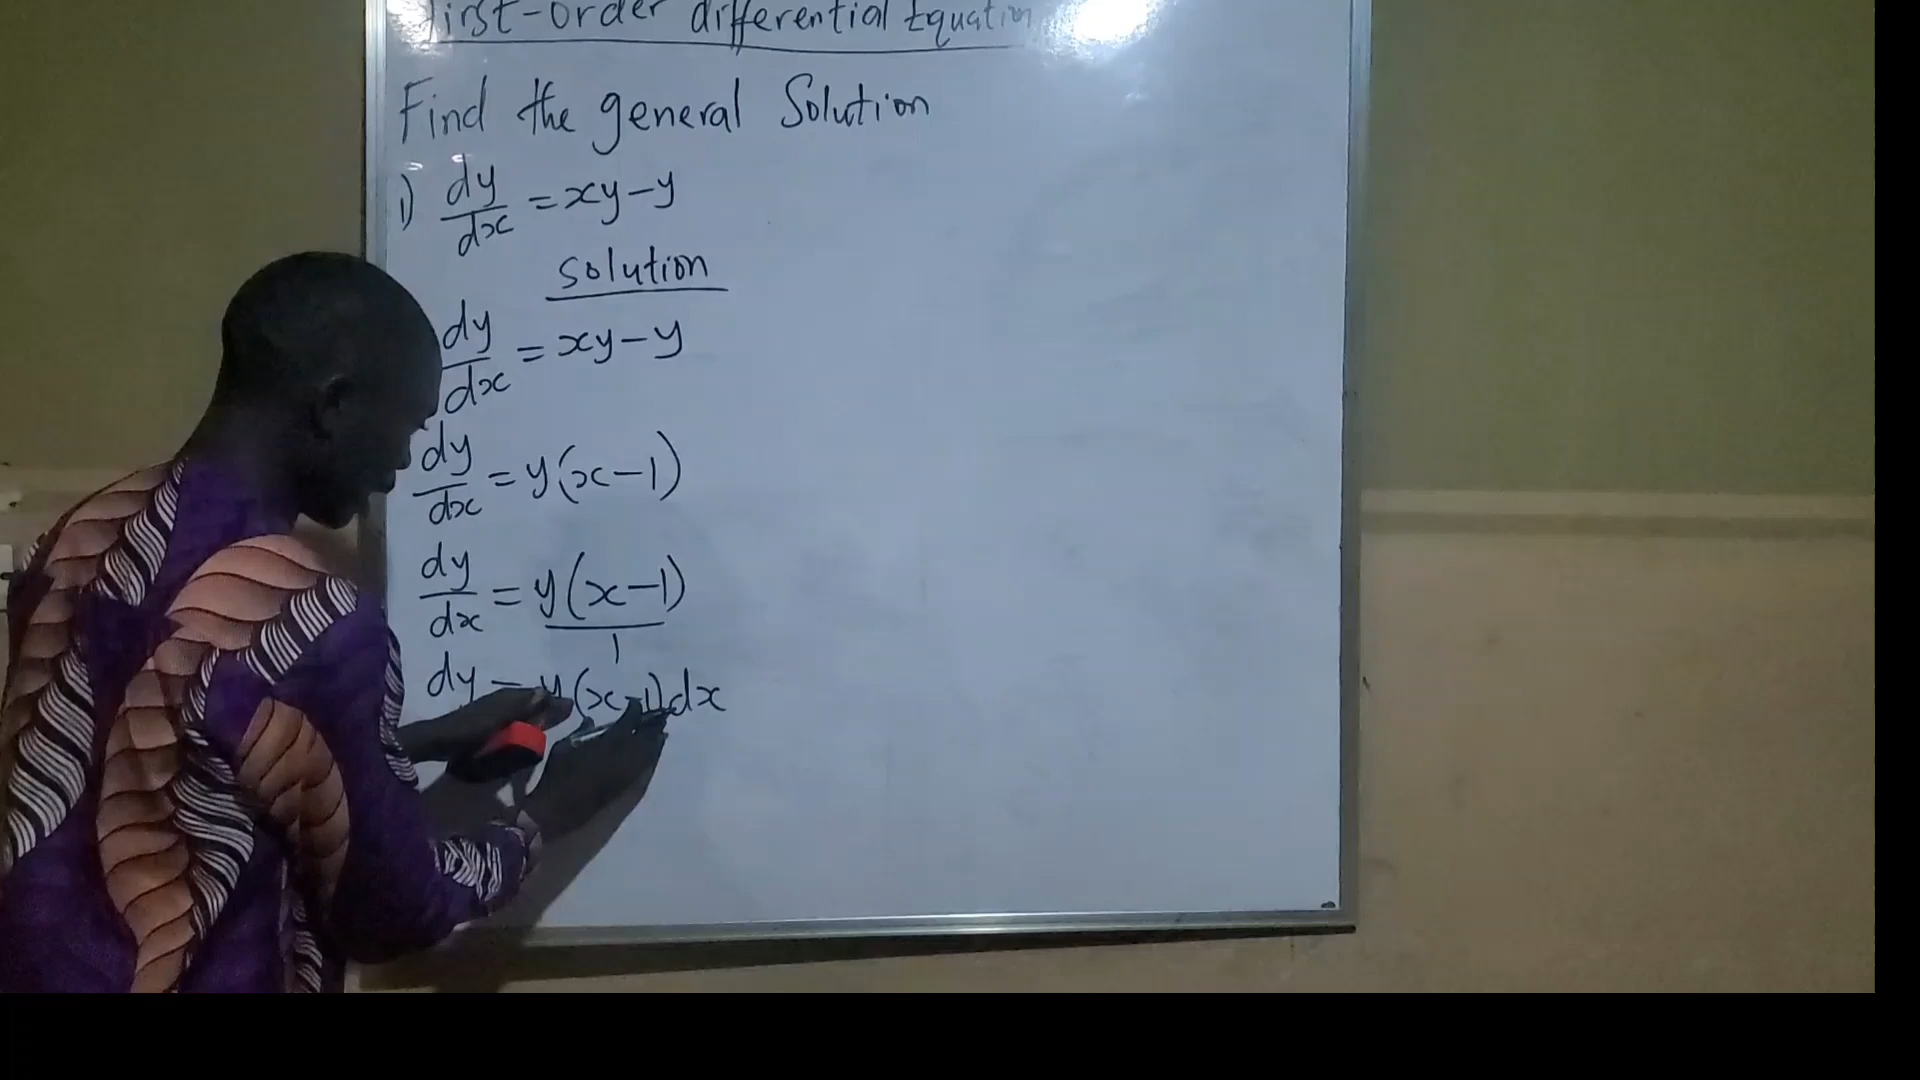 First-order differential Equation
Find the general Solution
1) dy/dx = xy-y
solution
dy/dx = xy-y
dy/dx = y(x-1)
dy/dx = y(x-1)/1
dy = y(x-1)dx